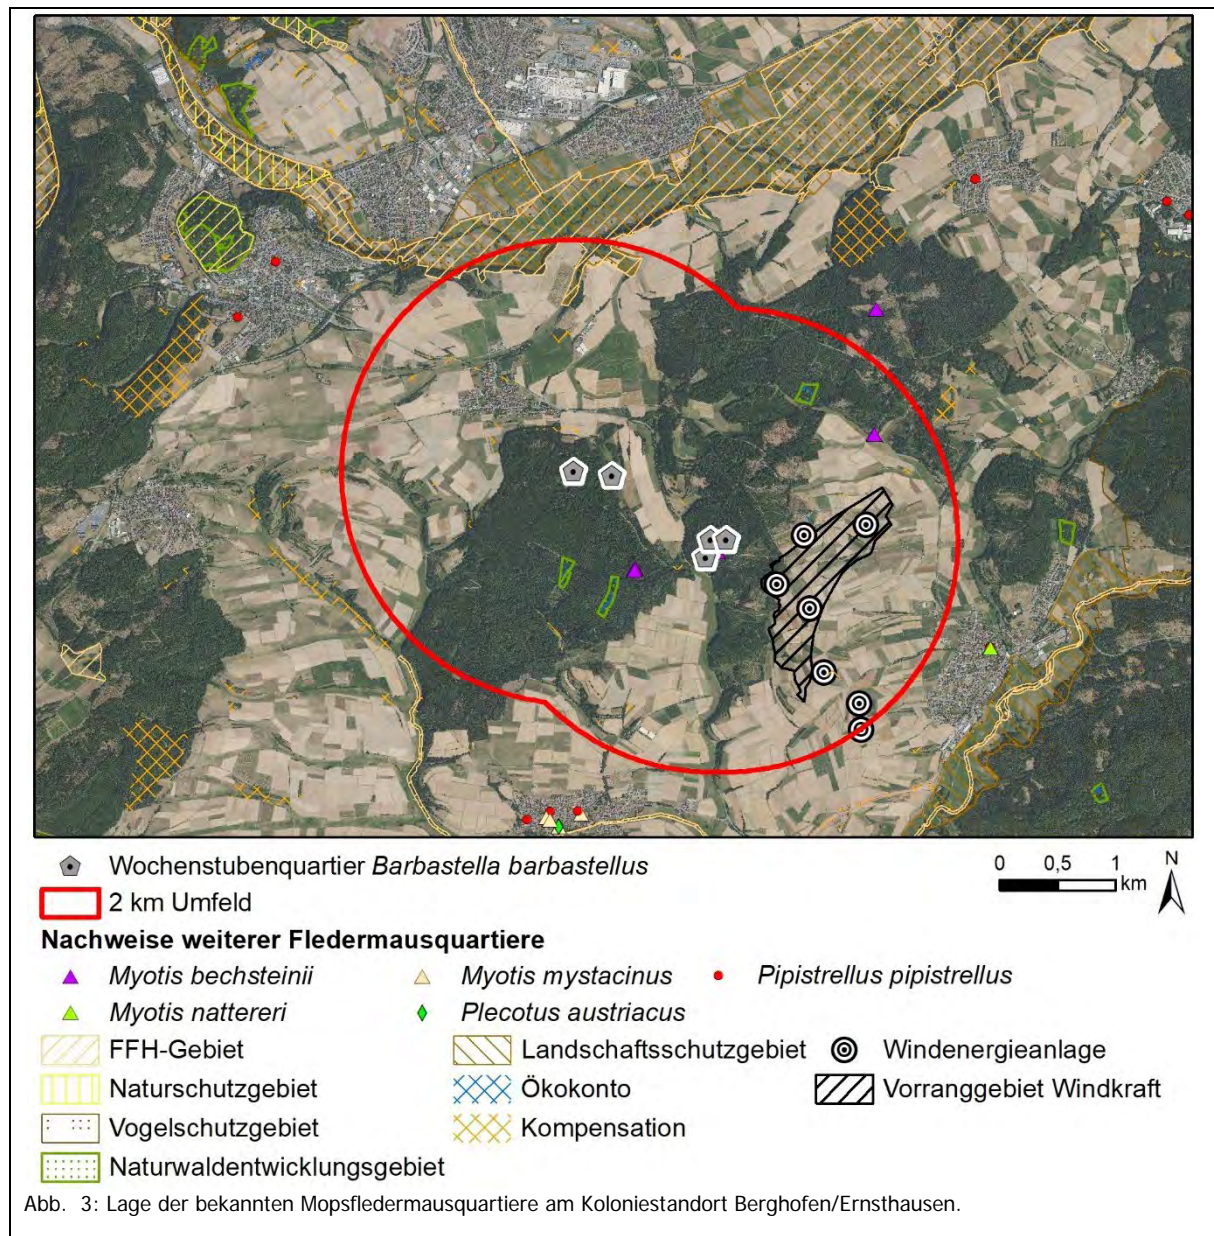 Wochenstubenquartier Barbastella barbastellus
2 km Umfeld
0 0,5 1
km
N
Nachweise weiterer Fledermausquartiere
Myotis bechsteinii Myotis mystacinus Pipistrellus pipistrellus
Myotis nattereri Plecotus austriacus
FFH-Gebiet Landschaftsschutzgebiet Windenergieanlage
Naturschutzgebiet Ökokonto Vorranggebiet Windkraft
Vogelschutzgebiet Kompensation
Naturwaldentwicklungsgebiet
Abb. 3: Lage der bekannten Mopsfledermausquartiere am Koloniestandort Berghofen/Ernsthausen.